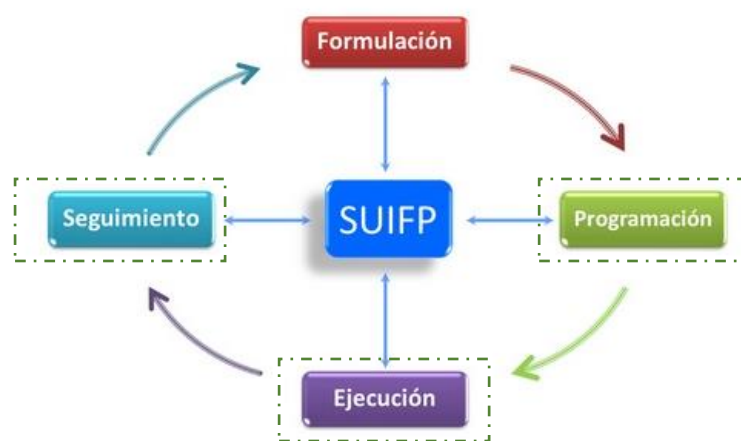 Formulación
Seguimiento
SUIFP
Programación
Ejecución